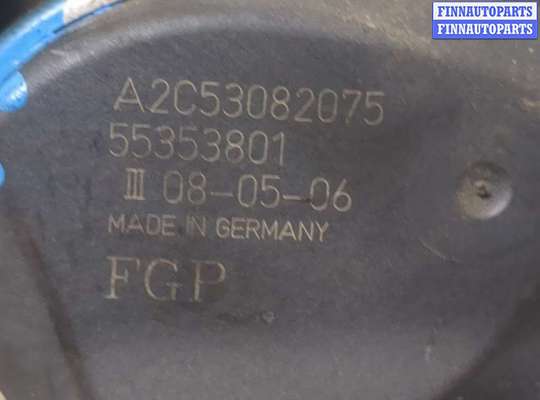 FINNAUTOPARTS
FINNAUTOPARTS
A2C53082075
55353801
III 08-05-06
MADE IN GERMANY
FGP